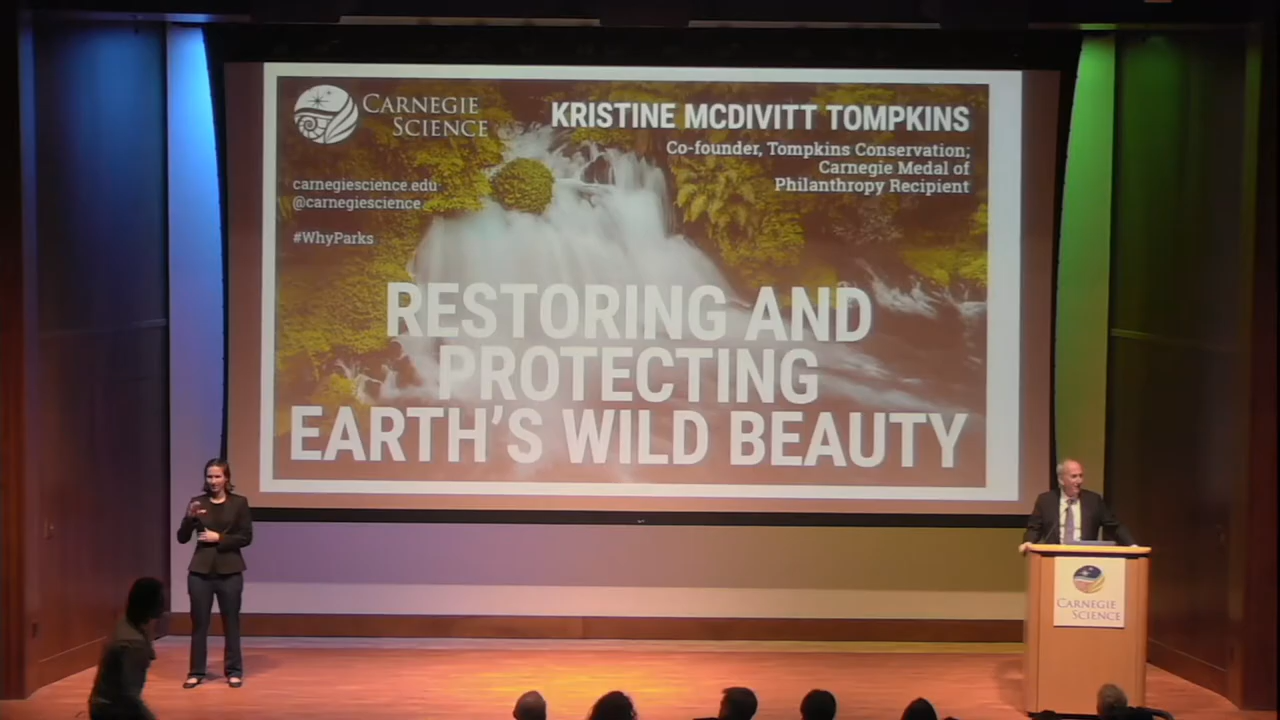 CARNEGIE
SCIENCE
carnegiescience.edu
@carnegiescience
#WhyParks
KRISTINE MCDIVITT TOMPKINS
Co-founder, Tompkins Conservation;
Carnegie Medal of
Philanthropy Recipient
RESTORING AND
PROTECTING
EARTH'S WILD BEAUTY
CARNEGIE
SCIENCE